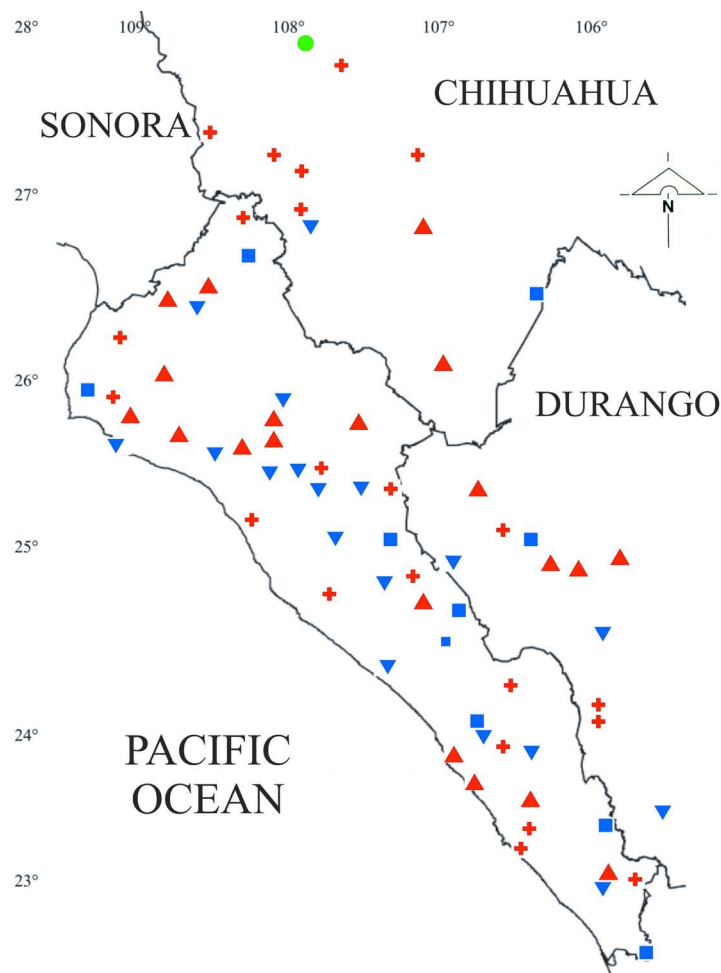 28° 109° 108° 107° 106°
CHIHUAHUA
SONORA
27°
N
26°
DURANGO
25°
24°
PACIFIC
OCEAN
23°